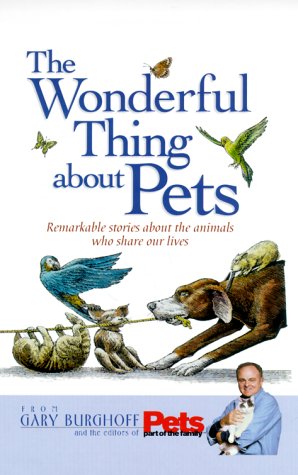 The
Wonderful
Thing
about
Pets
Remarkable stories about the animals
who share our lives
FROM
GARY BURGHOFF
and the editors of
Pets
part of the family